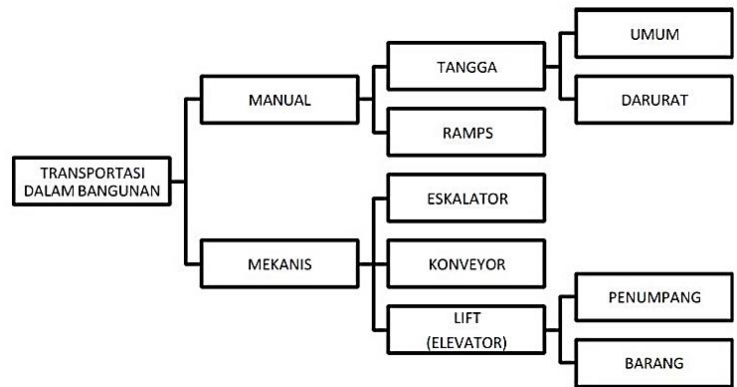 TRANSPORTASI
DALAM BANGUNAN
MANUAL
TANGGA
UMUM
DARURAT
RAMPS
MEKANIS
ESKALATOR
KONVEYOR
LIFT
(ELEVATOR)
PENUMPANG
BARANG